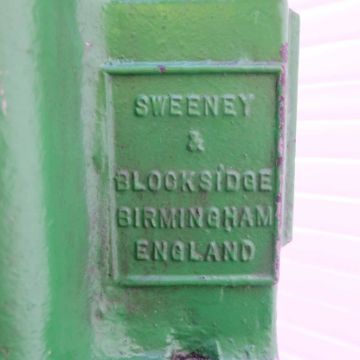 SWEENEY
&
BLOCKSIDGE
BIRMINGHAM
ENGLAND